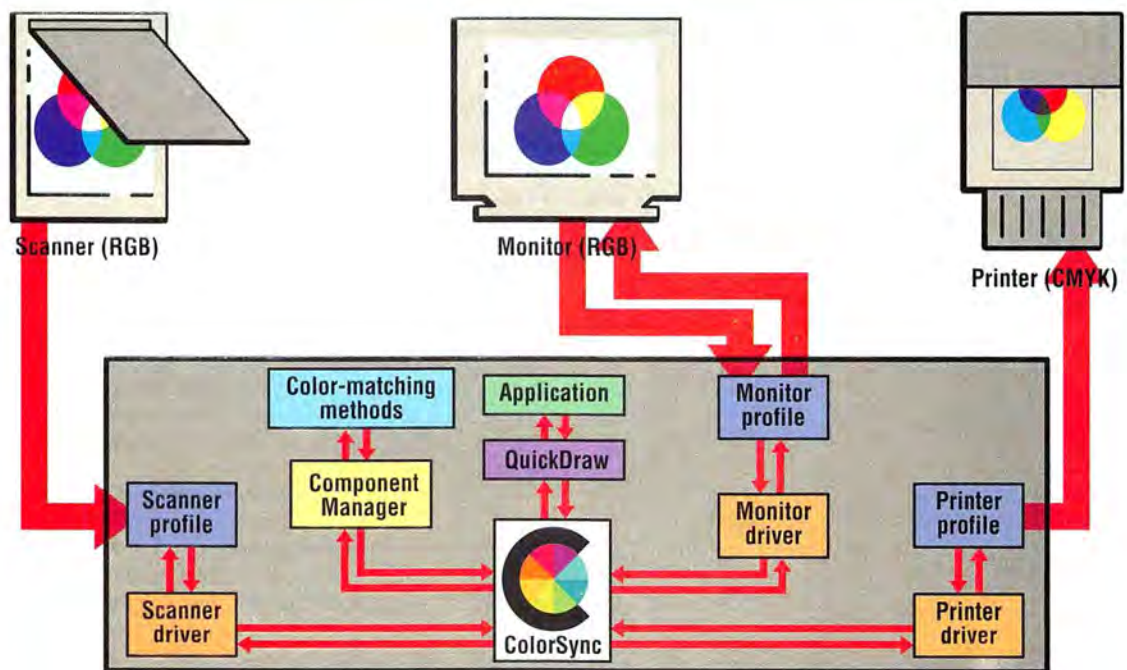 Scanner (RGB)
Monitor (RGB)
Printer (CMYK)
Color-matching
methods
Application
Monitor
profile
QuickDraw
Component
Manager
Scanner
profile
Monitor
driver
Printer
profile
Scanner
driver
ColorSync
Printer
driver